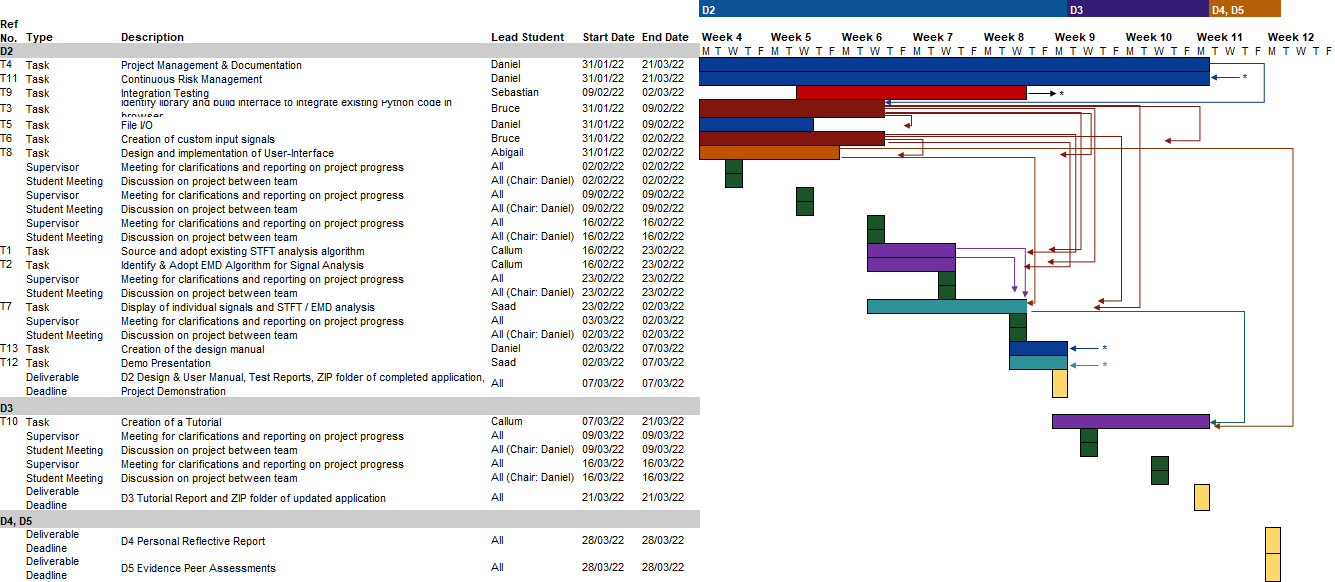 D2 D3 D4, D5
Ref
No. Type Description Lead Student Start Date End Date Week 4 Week 5 Week 6 Week 7 Week 8 Week 9 Week 10 Week 11 Week 12
D2 M T W T F M T W T F M T W T F M T W T F M T W T F M T W T F M T W T F M T W T F M T W T F
T4 Task Project Management & Documentation Daniel 31/01/22 21/03/22
T11 Task Continuous Risk Management Daniel 31/01/22 21/03/22 *
T9 Task Integration Testing Sebastian 09/02/22 02/03/22 *
T3 Task Identify library and build interface to integrate existing Python code in browser Bruce 31/01/22 09/02/22
T5 Task File I/O Daniel 31/01/22 09/02/22
T6 Task Creation of custom input signals Bruce 31/01/22 02/02/22
T8 Task Design and implementation of User-Interface Abigail 31/01/22 02/02/22
Supervisor Meeting for clarifications and reporting on project progress All 02/02/22 02/02/22
Student Meeting Discussion on project between team All (Chair: Daniel) 02/02/22 02/02/22
Supervisor Meeting for clarifications and reporting on project progress All 09/02/22 09/02/22
Student Meeting Discussion on project between team All (Chair: Daniel) 09/02/22 09/02/22
Supervisor Meeting for clarifications and reporting on project progress All 16/02/22 16/02/22
Student Meeting Discussion on project between team All (Chair: Daniel) 16/02/22 16/02/22
T1 Task Source and adopt existing STFT analysis algorithm Callum 16/02/22 23/02/22
T2 Task Identify & Adopt EMD Algorithm for Signal Analysis Callum 16/02/22 23/02/22
Supervisor Meeting for clarifications and reporting on project progress All 23/02/22 23/02/22
Student Meeting Discussion on project between team All (Chair: Daniel) 23/02/22 23/02/22
T7 Task Display of individual signals and STFT / EMD analysis Saad 23/02/22 02/03/22
Supervisor Meeting for clarifications and reporting on project progress All 03/03/22 02/03/22
Student Meeting Discussion on project between team All (Chair: Daniel) 02/03/22 02/03/22
T13 Task Creation of the design manual Daniel 02/03/22 07/03/22 *
T12 Task Demo Presentation Saad 02/03/22 07/03/22 *
Deliverable D2 Design & User Manual, Test Reports, ZIP folder of completed application,
Deadline Project Demonstration All 07/03/22 07/03/22
D3
T10 Task Creation of a Tutorial Callum 07/03/22 21/03/22
Supervisor Meeting for clarifications and reporting on project progress All 09/03/22 09/03/22
Student Meeting Discussion on project between team All (Chair: Daniel) 09/03/22 09/03/22
Supervisor Meeting for clarifications and reporting on project progress All 16/03/22 16/03/22
Student Meeting Discussion on project between team All (Chair: Daniel) 16/03/22 16/03/22
Deliverable
Deadline D3 Tutorial Report and ZIP folder of updated application All 21/03/22 21/03/22
D4, D5
Deliverable
Deadline D4 Personal Reflective Report All 28/03/22 28/03/22
Deliverable
Deadline D5 Evidence Peer Assessments All 28/03/22 28/03/22